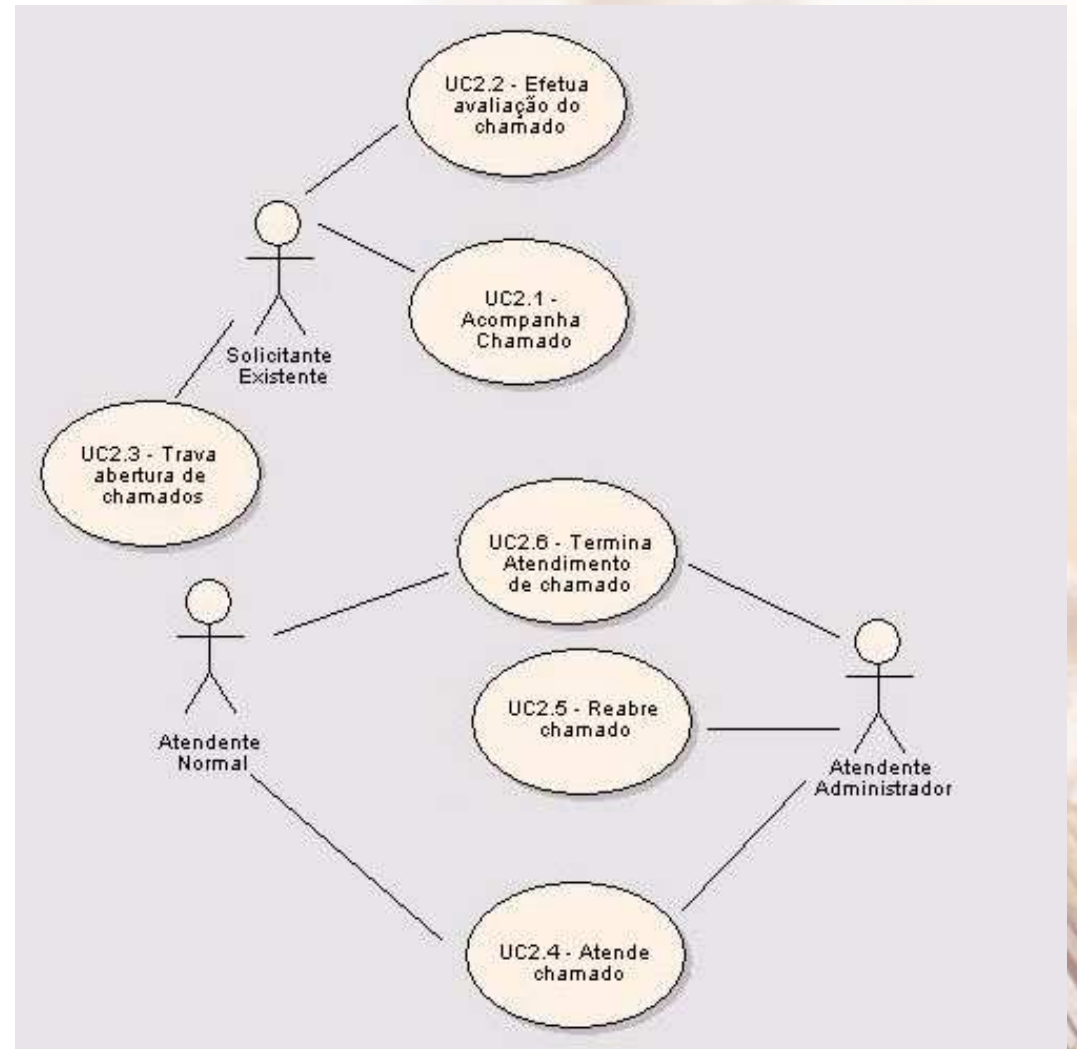 UC2.2 - Efetua
avaliação do
chamado
UC2.1 -
Acompanha
Chamado
Solicitante
Existente
UC2.3 - Trava
abertura de
chamados
UC2.6 - Termina
Atendimento
de chamado
UC2.5 - Reabre
chamado
Atendente
Normal
Atendente
Administrador
UC2.4 - Atende
chamado